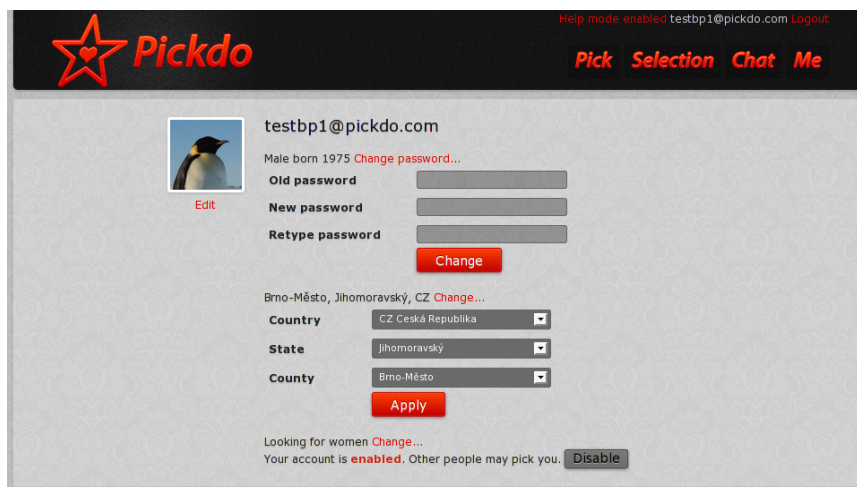 Help mode enabled testbp1@pickdo.com Logout
Pickdo
Pick Selection Chat Me
testbp1@pickdo.com
Male born 1975 Change password...
Old password
Edit
New password
Retype password
Change
Brno-Město, Jihomoravský, CZ Change...
Country CZ Česká Republika
State Jihomoravský
County Brno-Město
Apply
Looking for women Change...
Your account is enabled. Other people may pick you. Disable